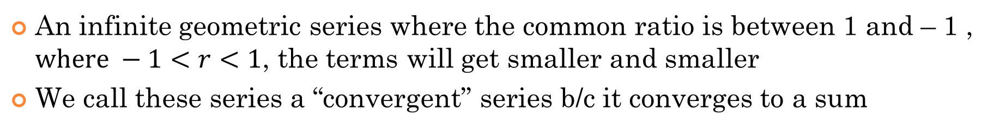 An infinite geometric series where the common ratio is between 1 and – 1 ,
where – 1 < r < 1, the terms will get smaller and smaller
We call these series a “convergent” series b/c it converges to a sum